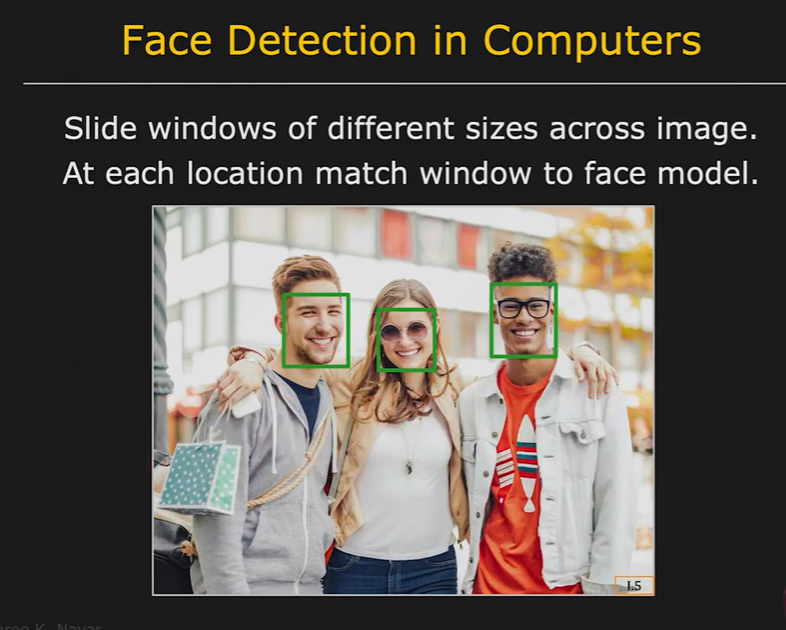 Face Detection in Computers
Slide windows of different sizes across image.
At each location match window to face model.
I.5